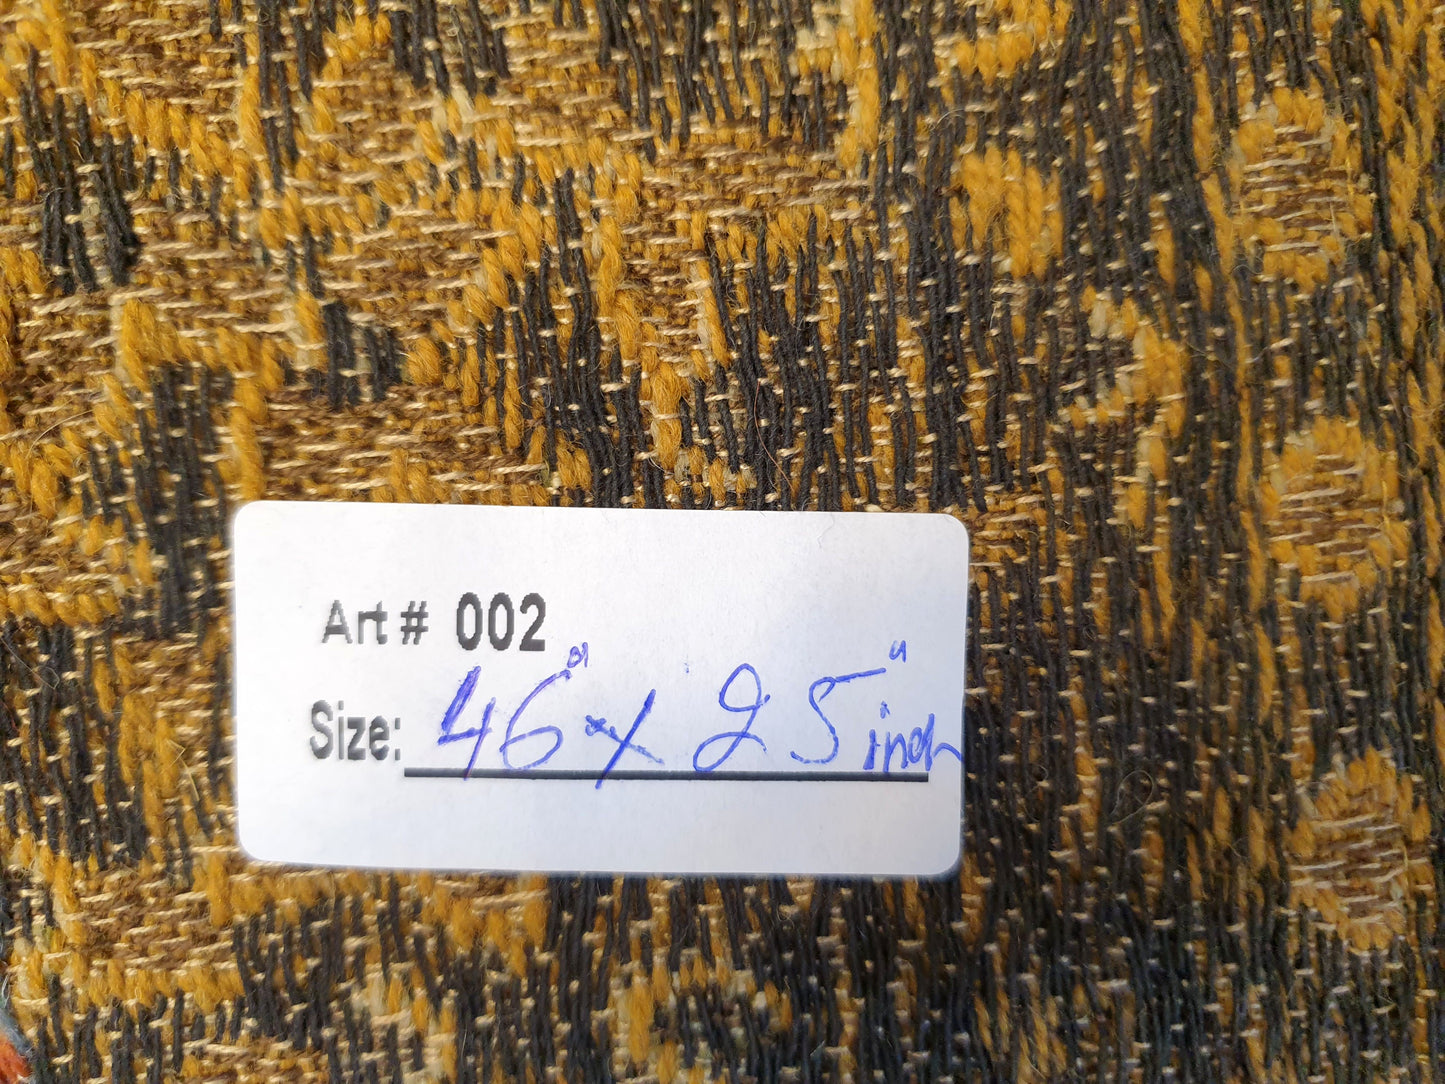 Art # 002
Size: 46" x 25" inch